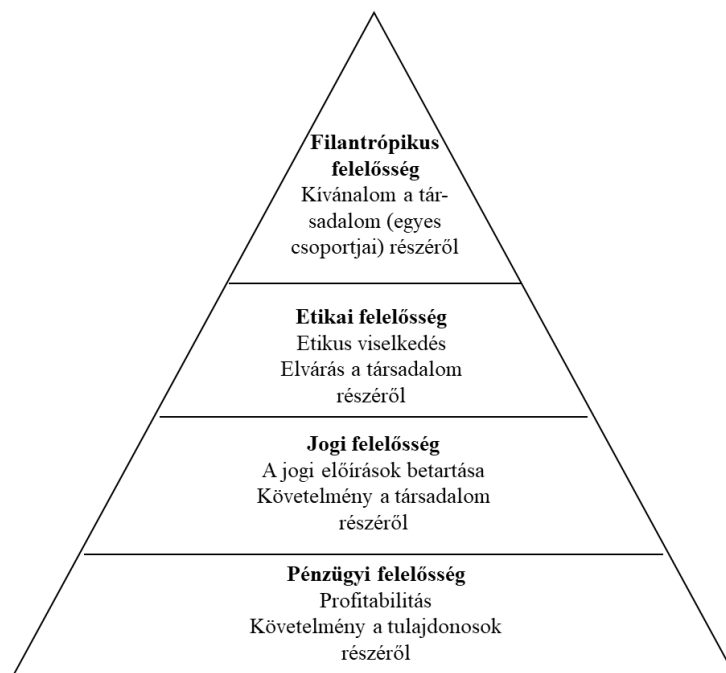 Filantrópikus
felelősség
Kívánalom a tár-
sadalom (egyes
csoportjai) részéről
Etikai felelősség
Etikus viselkedés
Elvárás a társadalom
részéről
Jogi felelősség
A jogi előírások betartása
Követelmény a társadalom
részéről
Pénzügyi felelősség
Profitabilitás
Követelmény a tulajdonosok
részéről